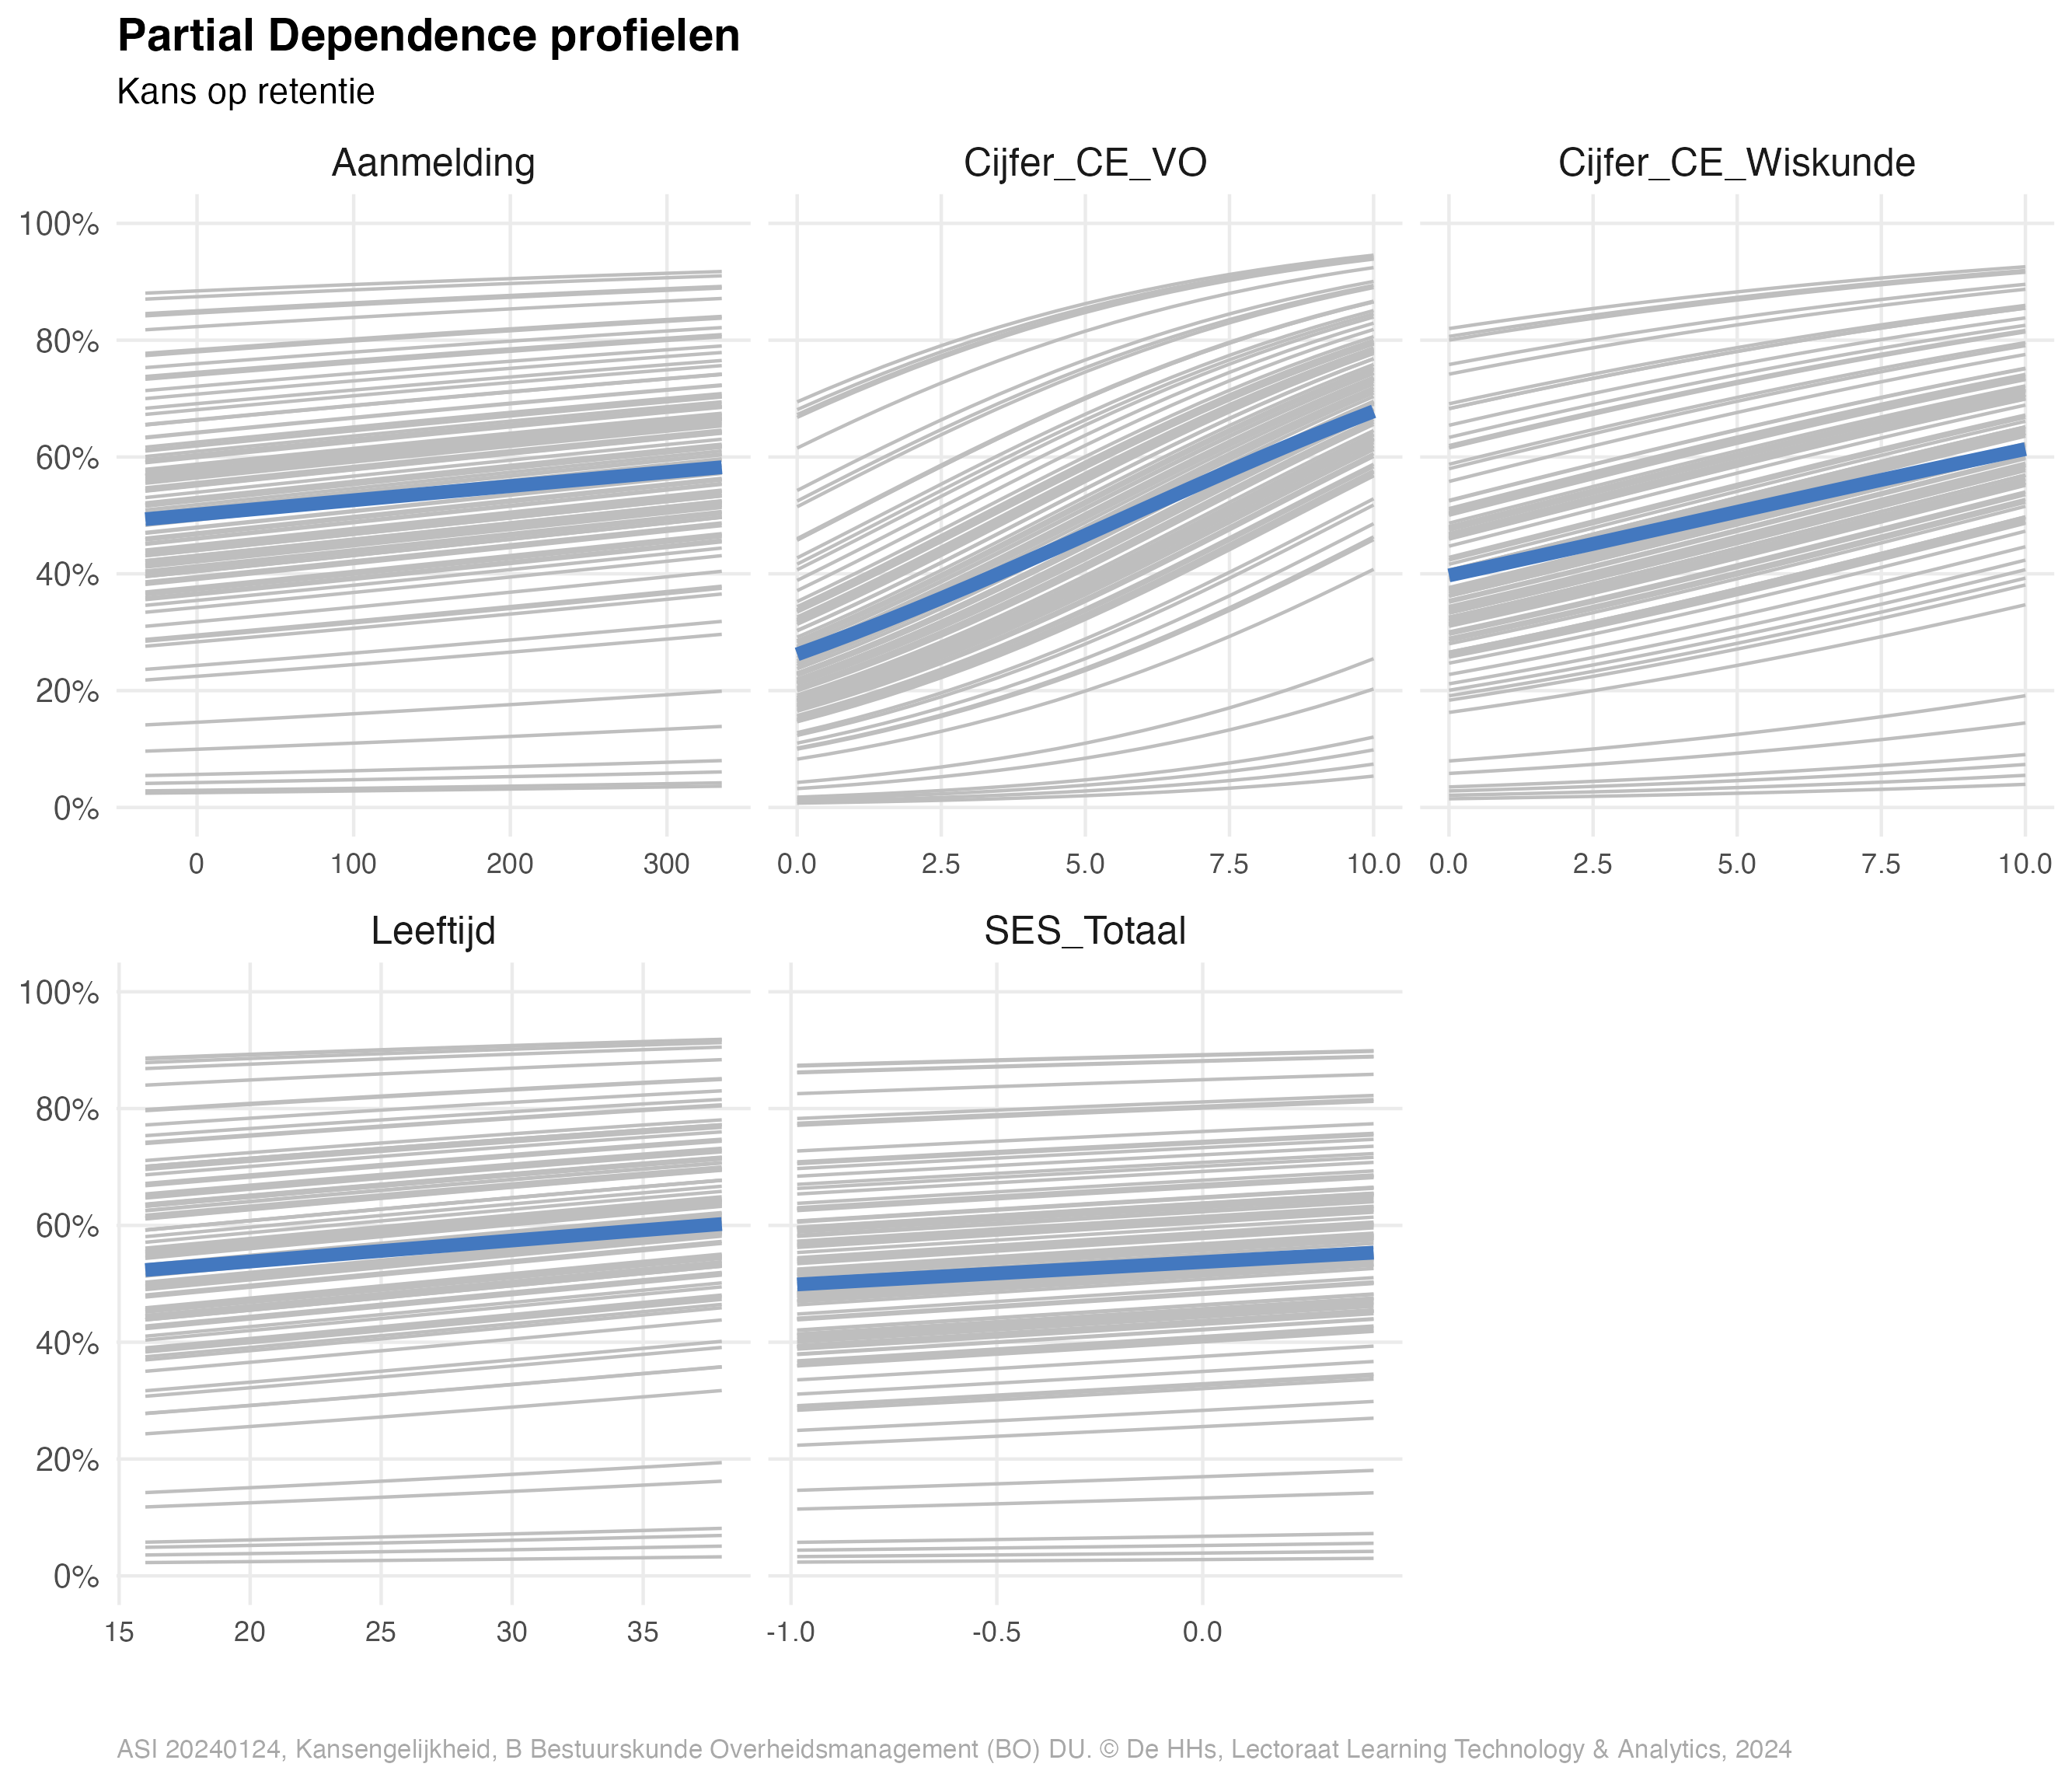 Partial Dependence profielen
Kans op retentie
Aanmelding
Cijfer_CE_VO
Cijfer_CE_Wiskunde
100%
80%
60%
40%
20%
0%
0 100 200 300
0.0 2.5 5.0 7.5 10.0
0.0 2.5 5.0 7.5 10.0
Leeftijd
SES_Totaal
100%
80%
60%
40%
20%
0%
15 20 25 30 35
-1.0 -0.5 0.0
ASI 20240124, Kansengelijkheid, B Bestuurskunde Overheidsmanagement (BO) DU. © De HHs, Lectoraat Learning Technology & Analytics, 2024